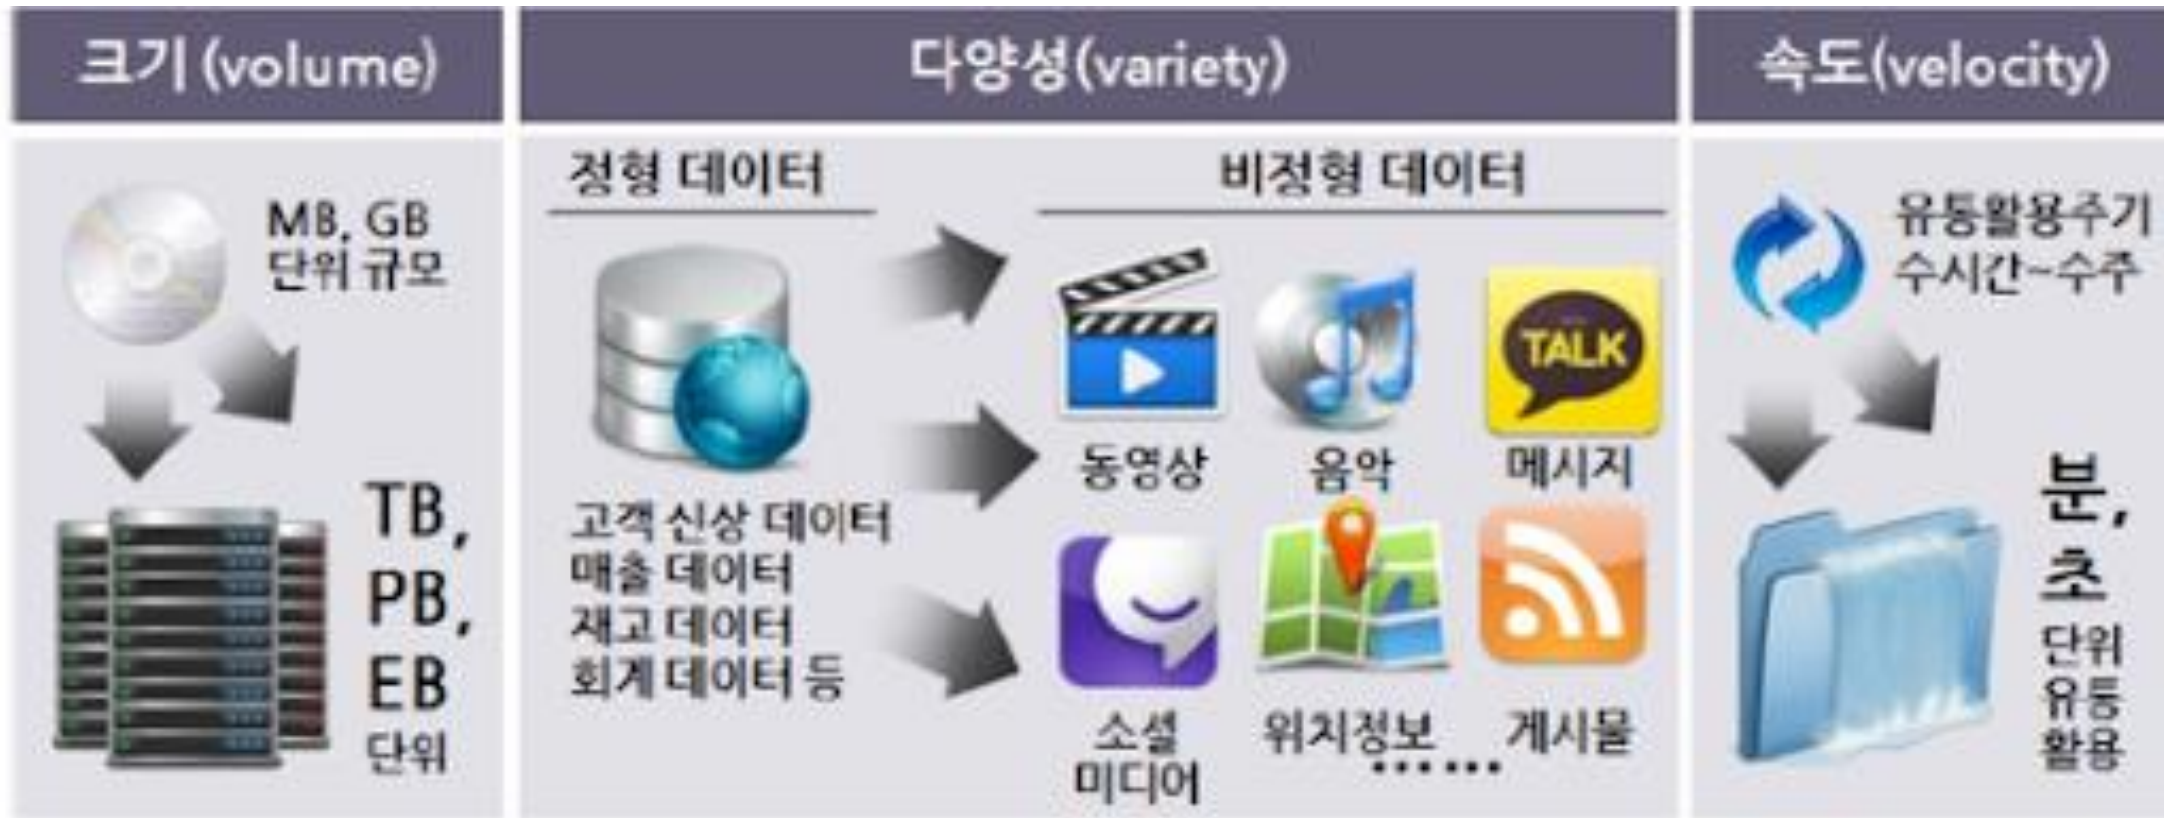 크기 (volume)
MB, GB
단위 규모
TB,
PB,
EB
단위
다양성(variety)
정형 데이터
고객 신상 데이터
매출 데이터
재고 데이터
회계 데이터 등
비정형 데이터
TALK
동영상
음악
메시지
소셜
미디어
위치정보
게시물
......
속도(velocity)
유통활용주기
수시간~수주
분,
초
단위
유통
활용